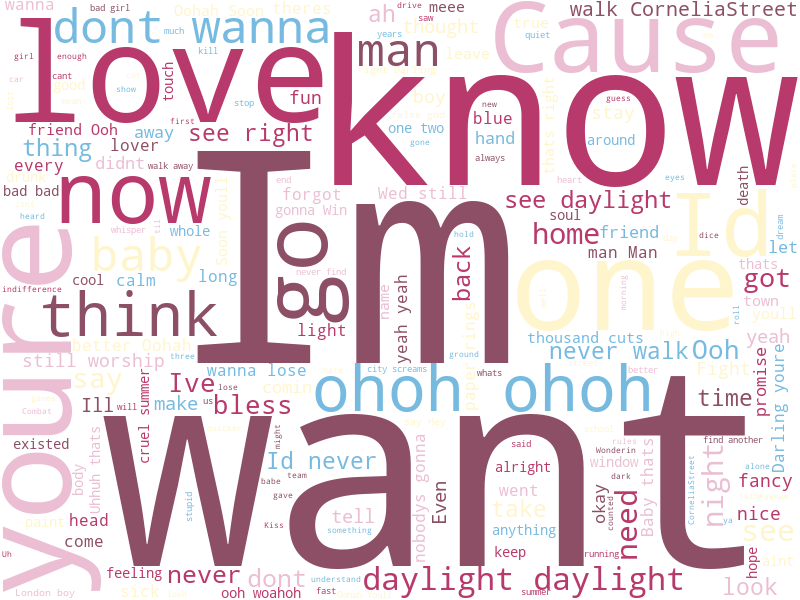 wanna
Oohah Soon
theres
bad girl
much
ah
meee
drive
saw
walk CorneliaStreet
dont wanna
love
know
Cause
man
thought
years
leave
true
quiet
girl
enough
kill
car
cant
show
touch
good
stop
fun
boy
thats right
guess
stay
first
friend Ooh
away
see right
false god
one two
gone
blue
hand
new
around
thing
lover
didnt
walk away
every
bad bad
now
Im
always
heart
eyes
death
end
forgot
gonna Win
Wed still
see daylight
Id
heard
whisper
til
whole
Soon youll
soul
friend
home
man Man
dice
dream
let
baby
go
hold
one
indifference
cool
calm
long
never find
yeah yeah
back
name
thats
got
town
youll
morning
roll
think
light
paper rings
thousand cuts
never walk
Ooh
yeah
better Oohah
three
ground
youre
still worship
wanna lose
city screams
whats
better
fight
Darling youre
promise
say
Ive
lose
comin
ohoh ohoh
time
Combat
Ill
will
make
us
bless
cruel summer
want
existed
Uhhuh thats
might
said
rules
Wonderin
find another
Id never
babe
team
alright
window
dark
alone
night
body
stupid
gave
nobodys gonna
Even
went
okay
counted
need
Baby thats
CorneliaStreet
fancy
paint
head
Kiss
tell
something
take
anything
ya
nice
see
come
keep
running
hope
aint
Uh
feeling
never
dont
understand
daylight daylight
look
London boy
sick
ooh woahoh
fast
summer